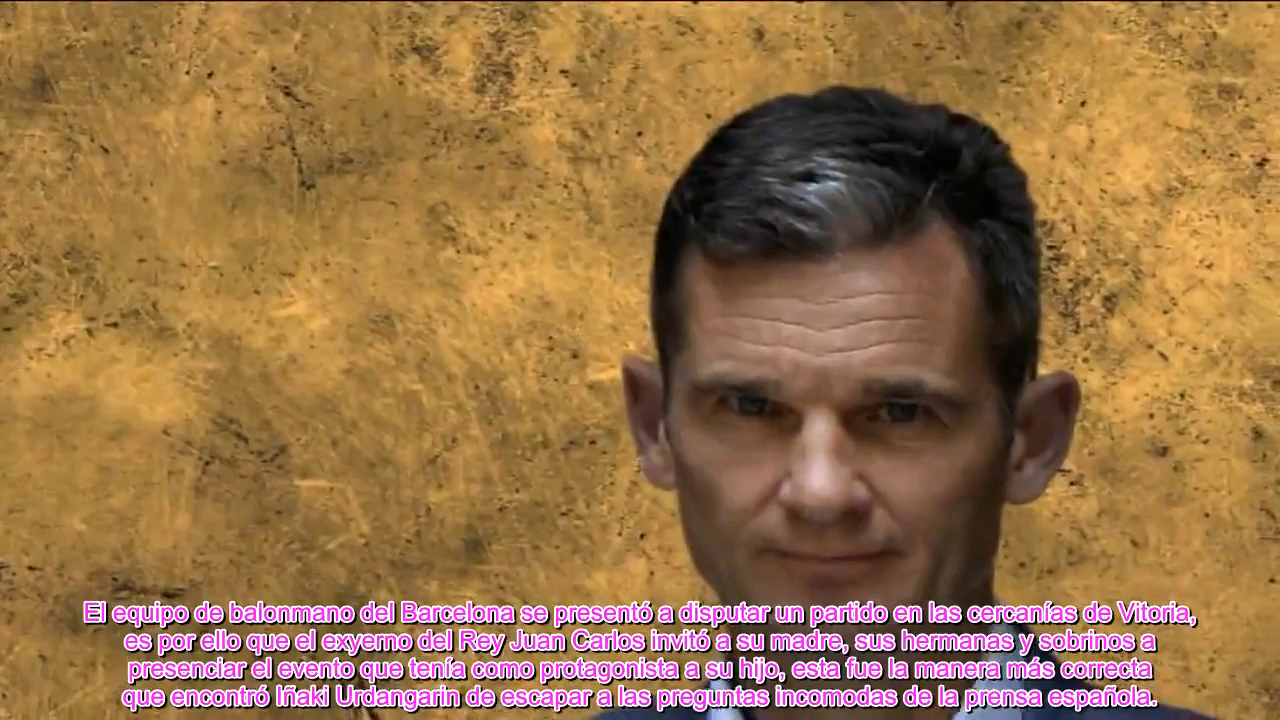 El equipo de balonmano del Barcelona se presentó a disputar un partido en las cercanías de Vitoria,
es por ello que el exyerno del Rey Juan Carlos invitó a su madre, sus hermanas y sobrinos a
presenciar el evento que tenía como protagonista a su hijo, esta fue la manera más correcta
que encontró Iñaki Urdangarin de escapar a las preguntas incomodas de la prensa española.